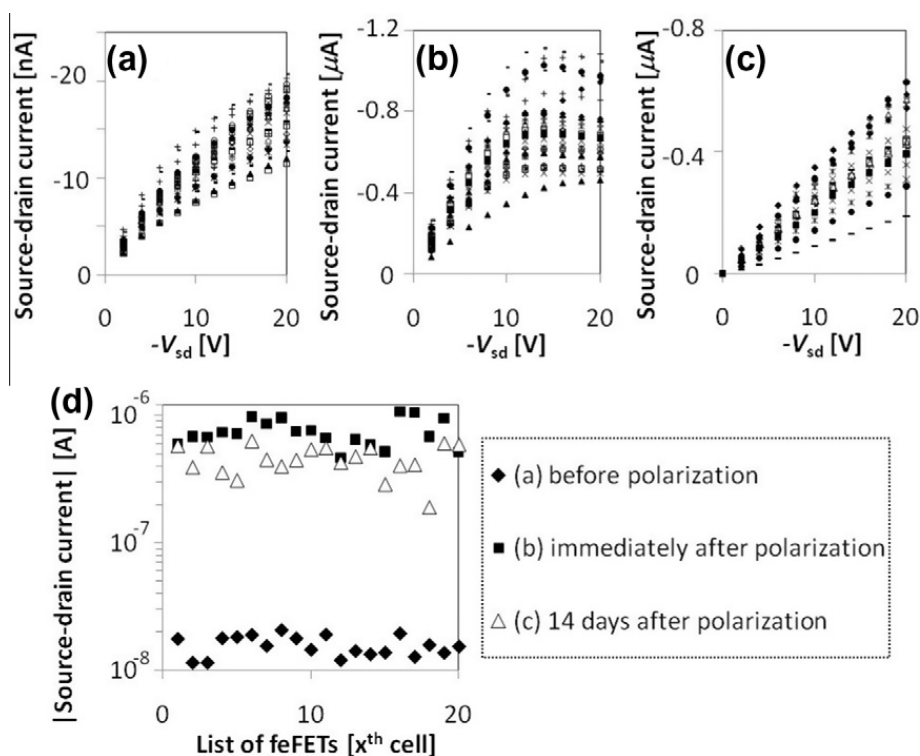 (a)
Source-drain current [nA]
-20
-10
0
0
10
20
-Vsd [V]
(b)
Source-drain current [µA]
-1.2
-0.8
-0.4
0
0
10
20
-Vsd [V]
(c)
Source-drain current [µA]
-0.8
-0.4
0
0
10
20
-Vsd [V]
(d)
|Source-drain current| [A]
10-6
10-7
10-8
0
10
20
List of feFETs [xth cell]
(a) before polarization
(b) immediately after polarization
(c) 14 days after polarization